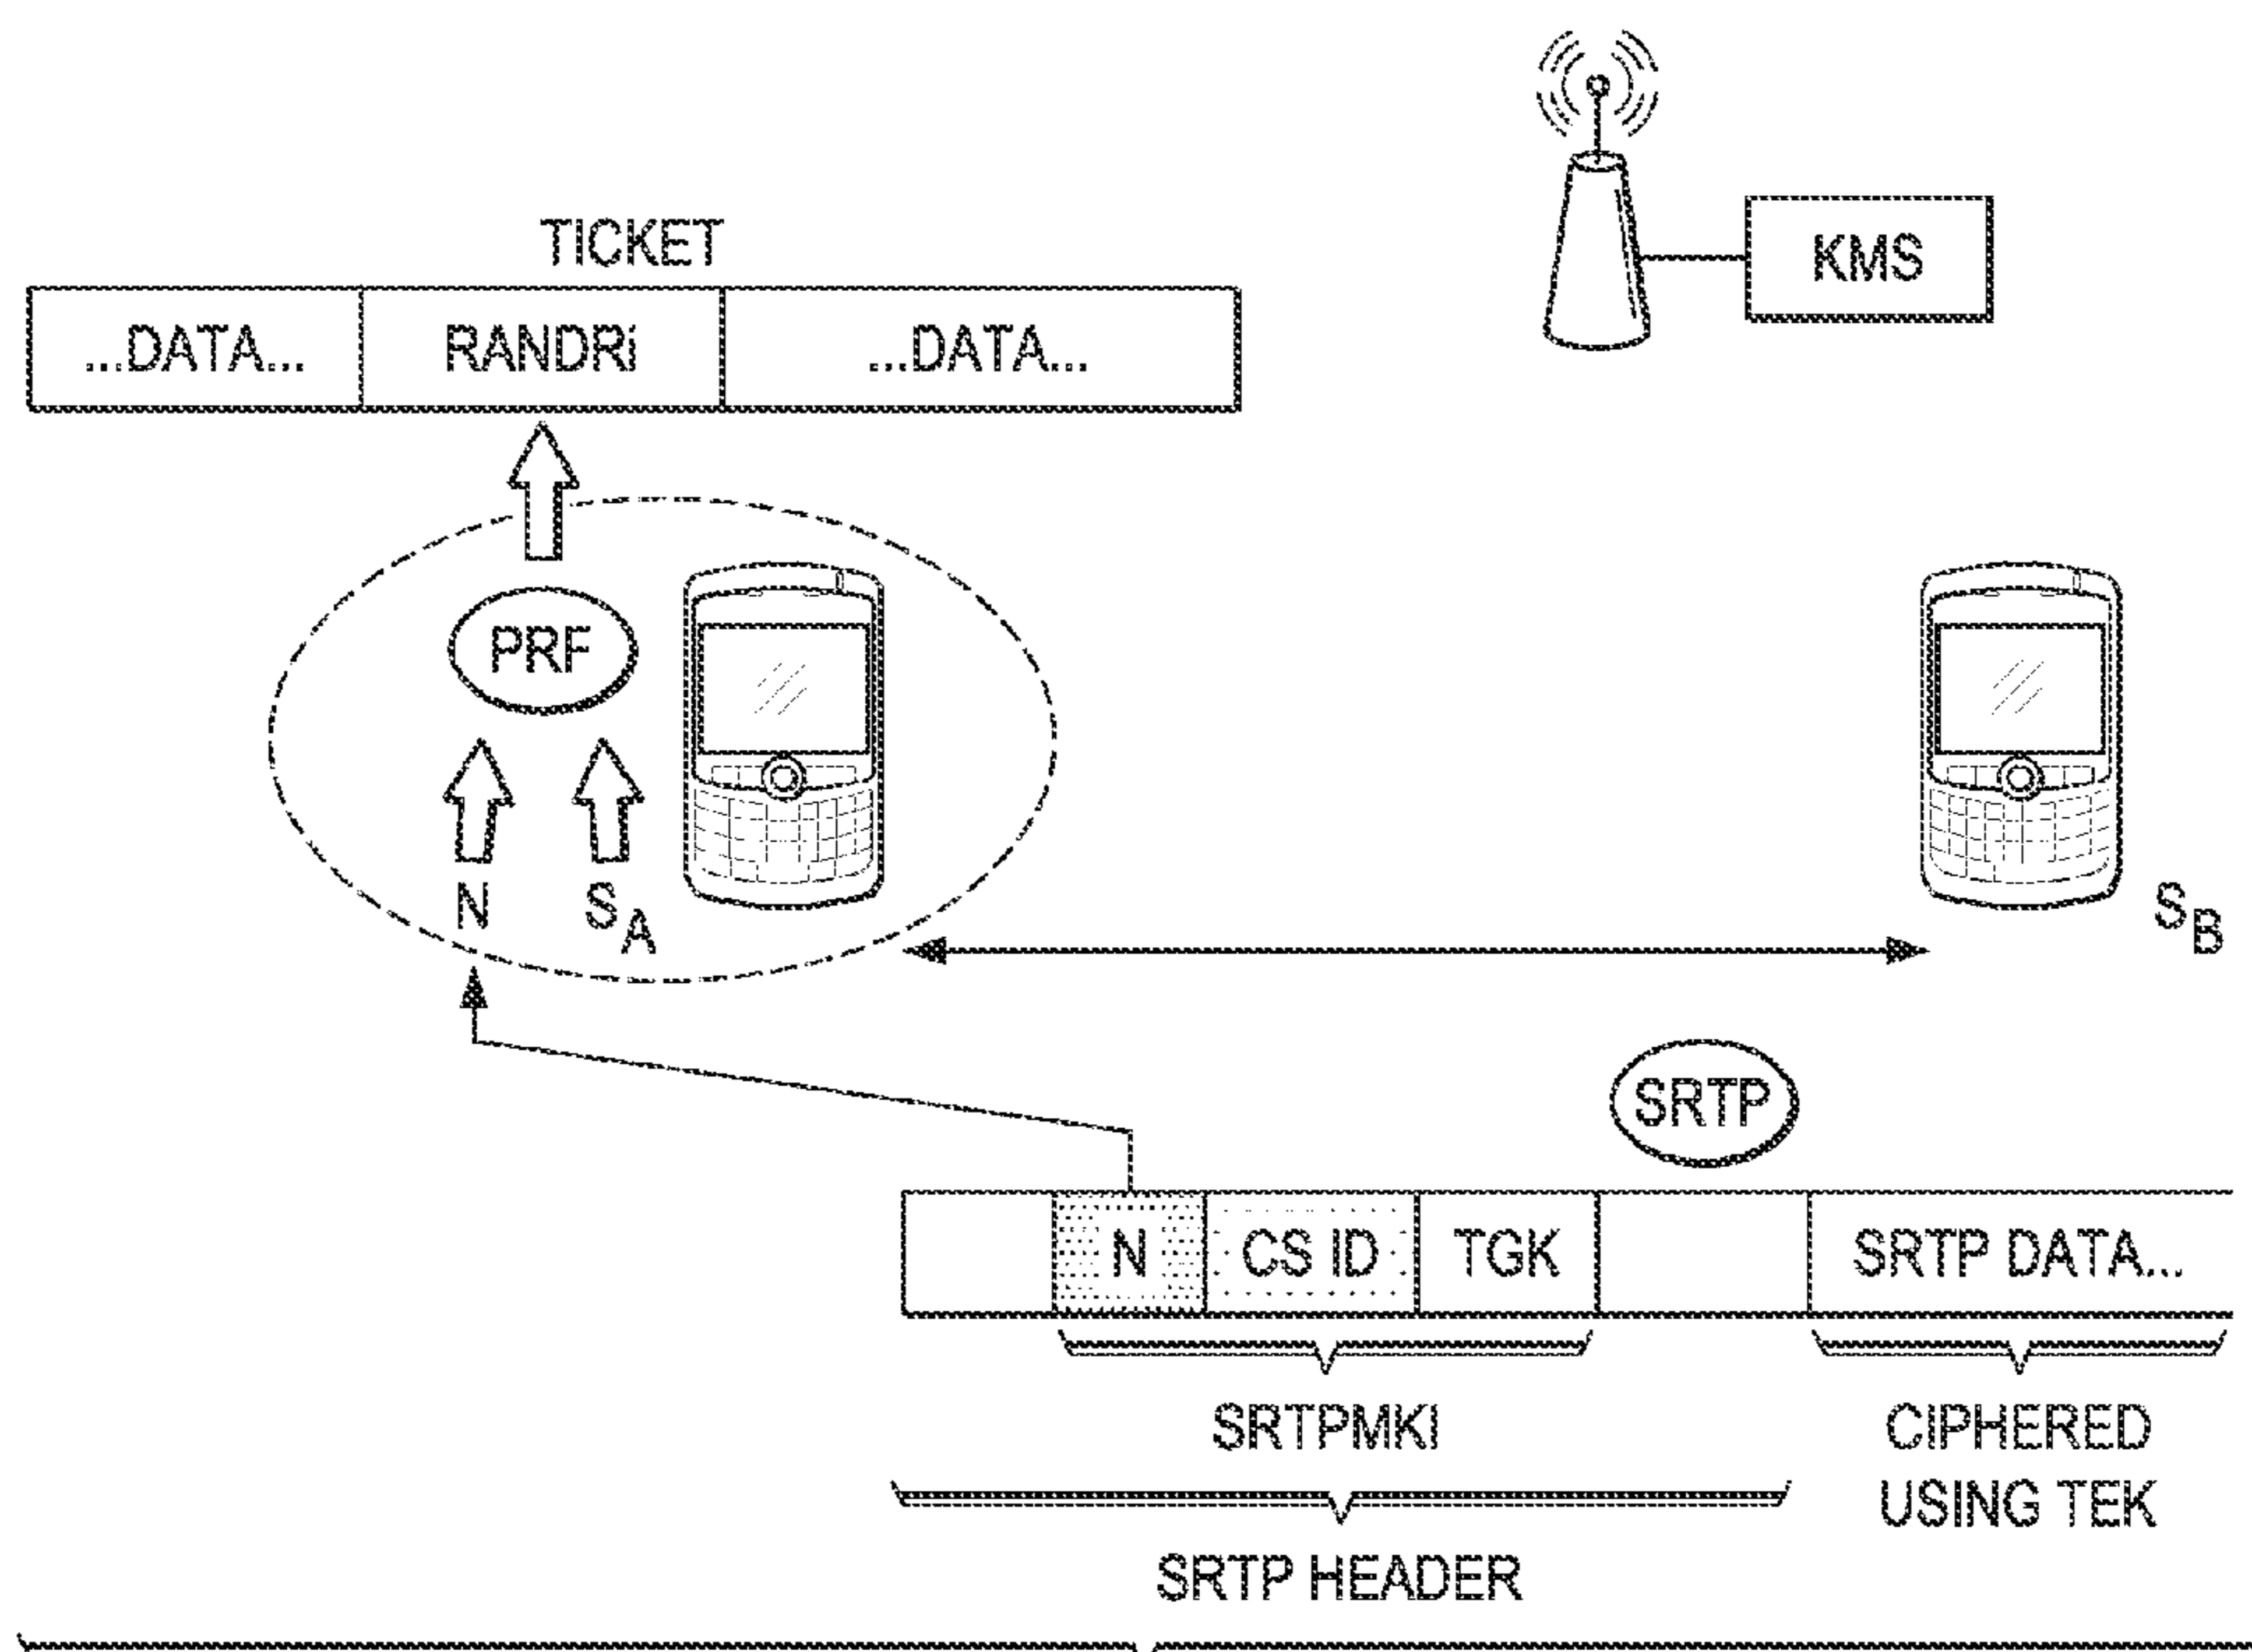 TICKET
KMS
...DATA... RANDRi ...DATA...
PRF
N SA
SB
SRTP
N CS ID TGK SRTP DATA...
SRTPMKI
CIPHERED
USING TEK
SRTP HEADER